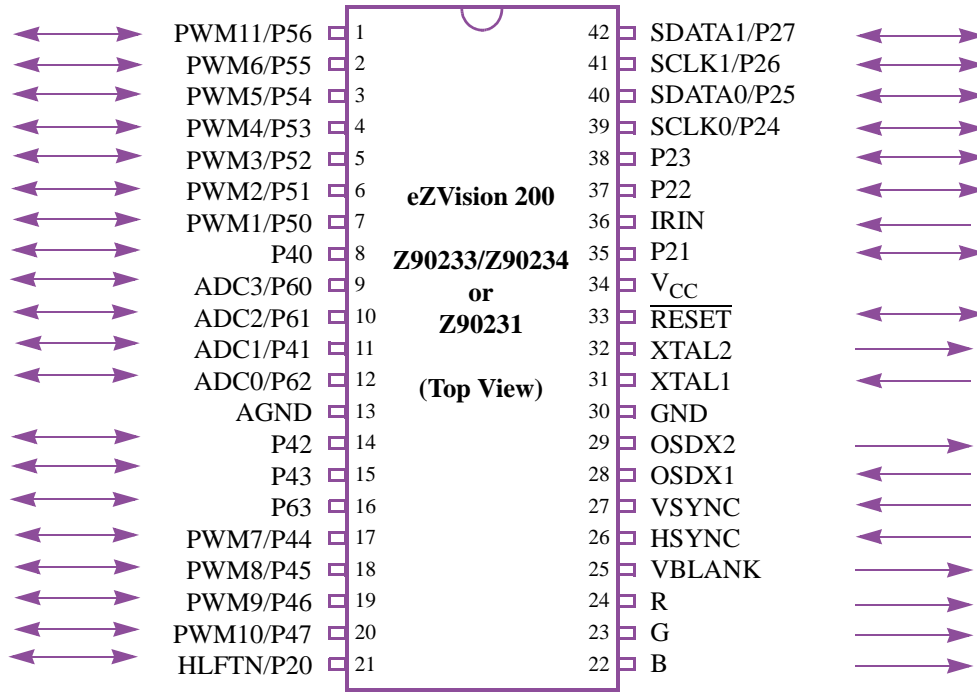 PWM11/P56 1 42 SDATA1/P27
PWM6/P55 2 41 SCLK1/P26
PWM5/P54 3 40 SDATA0/P25
PWM4/P53 4 39 SCLK0/P24
PWM3/P52 5 38 P23
PWM2/P51 6 eZVision 200 37 P22
PWM1/P50 7 36 IRIN
P40 8 Z90233/Z90234 35 P21
ADC3/P60 9 or 34 VCC
ADC2/P61 10 Z90231 33 R̅E̅S̅E̅T̅
ADC1/P41 11 32 XTAL2
ADC0/P62 12 (Top View) 31 XTAL1
AGND 13 30 GND
P42 14 29 OSDX2
P43 15 28 OSDX1
P63 16 27 VSYNC
PWM7/P44 17 26 HSYNC
PWM8/P45 18 25 VBLANK
PWM9/P46 19 24 R
PWM10/P47 20 23 G
HLFTN/P20 21 22 B